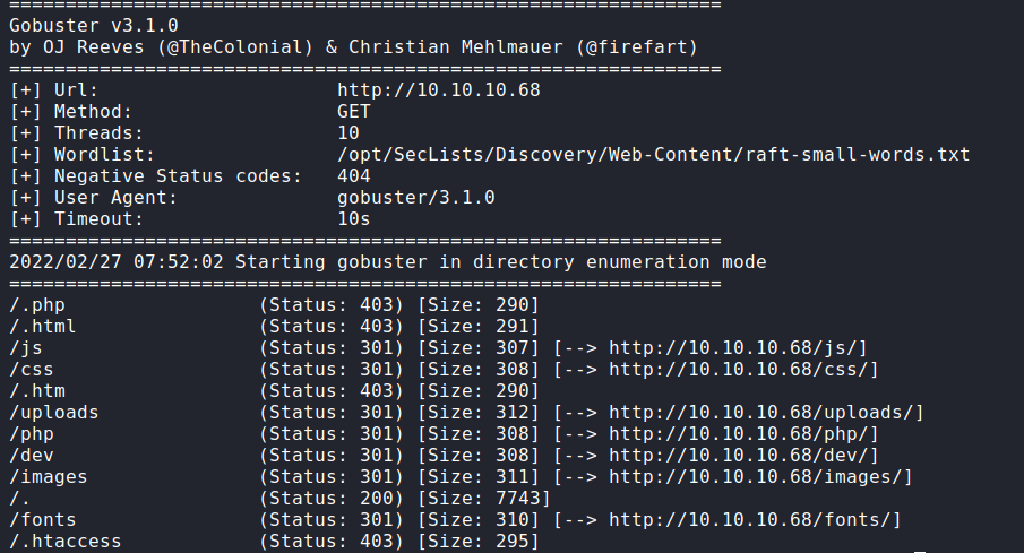 ===============================================================
Gobuster v3.1.0
by OJ Reeves (@TheColonial) & Christian Mehlmauer (@firefart)
===============================================================
[+] Url:                     http://10.10.10.68
[+] Method:                  GET
[+] Threads:                 10
[+] Wordlist:                /opt/SecLists/Discovery/Web-Content/raft-small-words.txt
[+] Negative Status codes:   404
[+] User Agent:              gobuster/3.1.0
[+] Timeout:                 10s
===============================================================
2022/02/27 07:52:02 Starting gobuster in directory enumeration mode
===============================================================
/.php                 (Status: 403) [Size: 290]
/.html                (Status: 403) [Size: 291]
/js                   (Status: 301) [Size: 307] [--> http://10.10.10.68/js/]
/css                  (Status: 301) [Size: 308] [--> http://10.10.10.68/css/]
/.htm                 (Status: 403) [Size: 290]
/uploads              (Status: 301) [Size: 312] [--> http://10.10.10.68/uploads/]
/php                  (Status: 301) [Size: 308] [--> http://10.10.10.68/php/]
/dev                  (Status: 301) [Size: 308] [--> http://10.10.10.68/dev/]
/images               (Status: 301) [Size: 311] [--> http://10.10.10.68/images/]
/.                    (Status: 200) [Size: 7743]
/fonts                (Status: 301) [Size: 310] [--> http://10.10.10.68/fonts/]
/.htaccess            (Status: 403) [Size: 295]